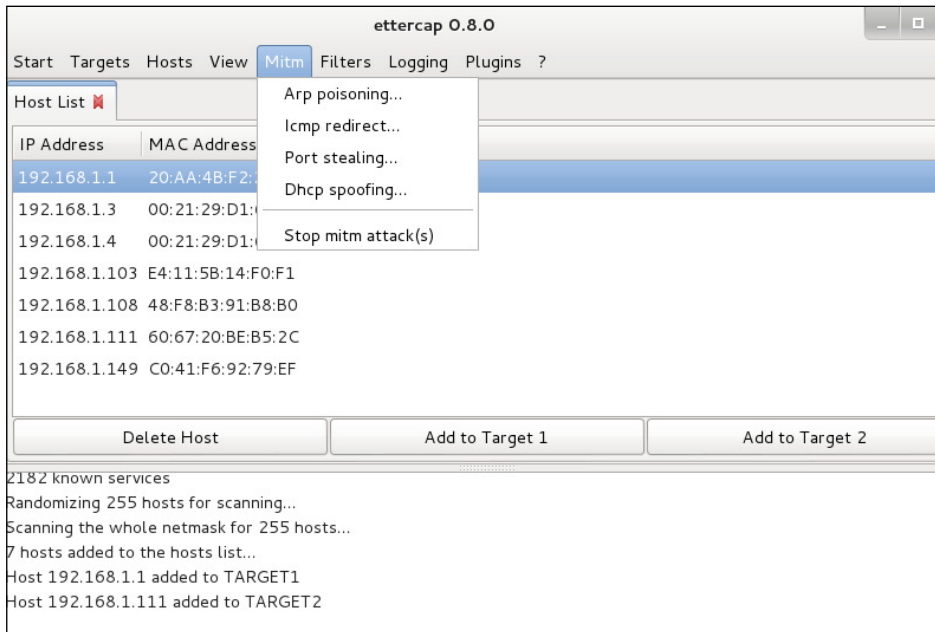 ettercap 0.8.0
Start Targets Hosts View Mitm Filters Logging Plugins ?
Host List
Arp poisoning...
Icmp redirect...
Port stealing...
Dhcp spoofing...
Stop mitm attack(s)
IP Address MAC Address
192.168.1.1 20:AA:4B:F2:
192.168.1.3 00:21:29:D1:
192.168.1.4 00:21:29:D1:
192.168.1.103 E4:11:5B:14:F0:F1
192.168.1.108 48:F8:B3:91:B8:B0
192.168.1.111 60:67:20:BE:B5:2C
192.168.1.149 C0:41:F6:92:79:EF
Delete Host Add to Target 1 Add to Target 2
2182 known services
Randomizing 255 hosts for scanning...
Scanning the whole netmask for 255 hosts...
7 hosts added to the hosts list...
Host 192.168.1.1 added to TARGET1
Host 192.168.1.111 added to TARGET2